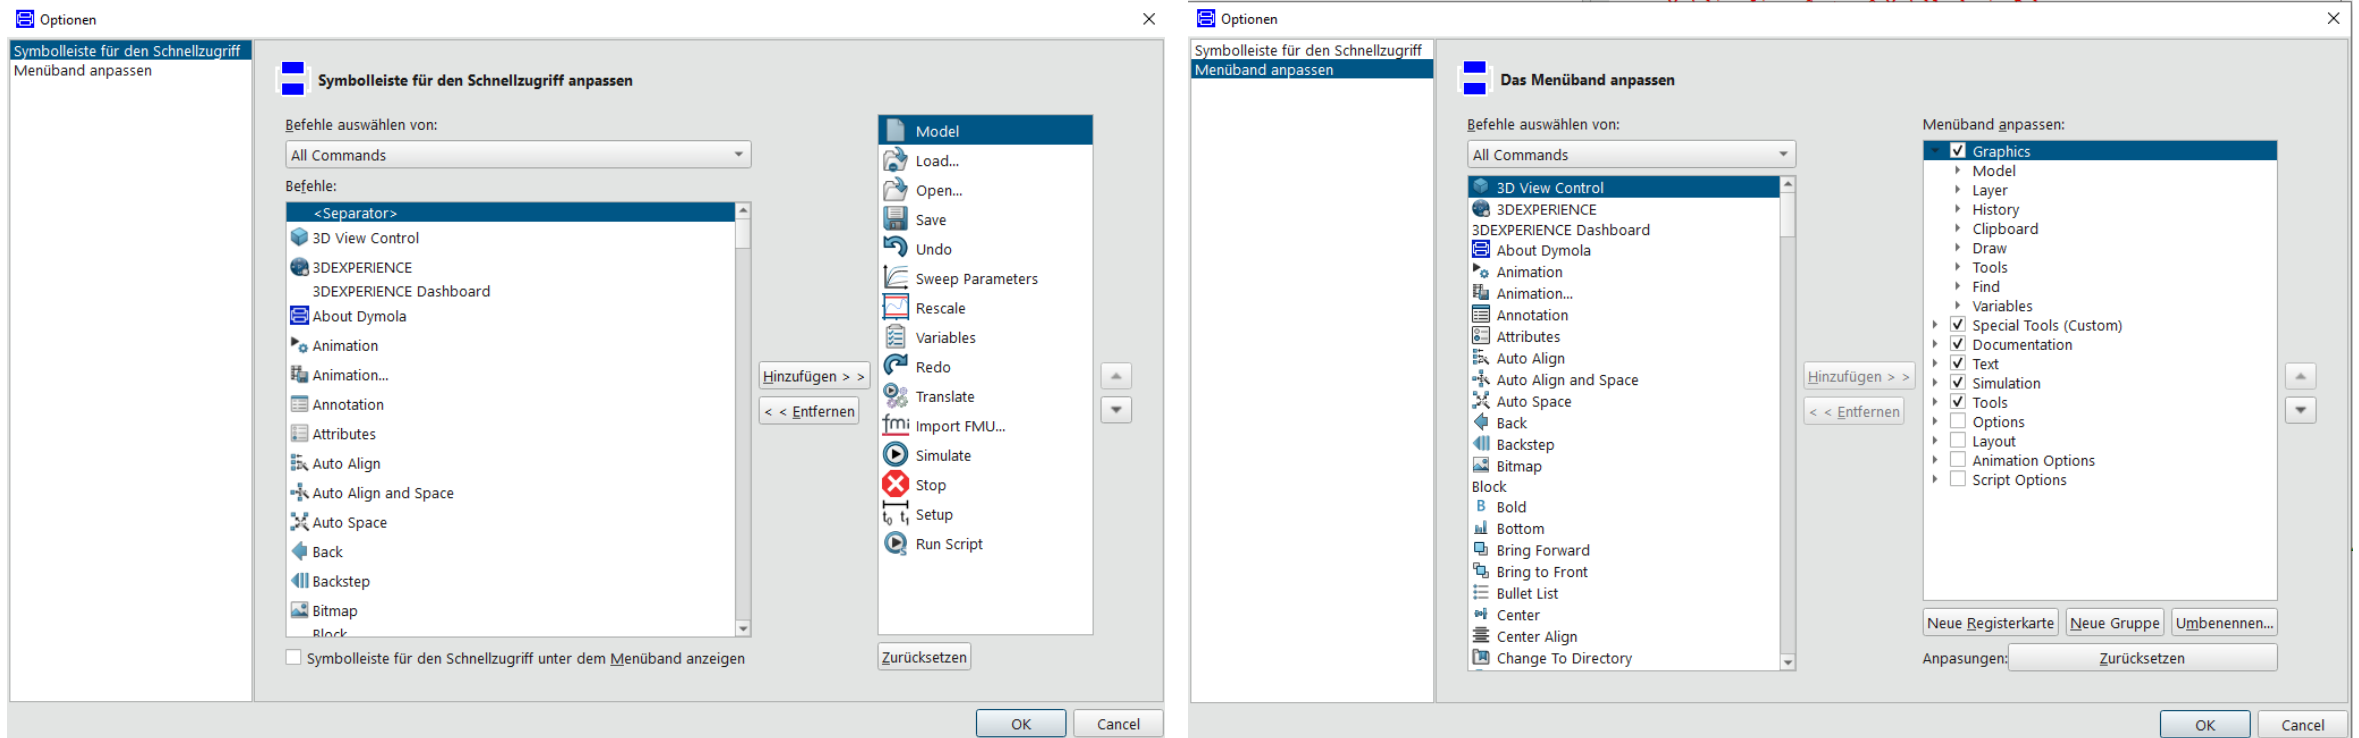 Optionen
Symbolleiste für den Schnellzugriff
Menüband anpassen
Symbolleiste für den Schnellzugriff anpassen
Befehle auswählen von:
All Commands
Befehle:
<Separator>
3D View Control
3DEXPERIENCE
3DEXPERIENCE Dashboard
About Dymola
Animation
Animation...
Annotation
Attributes
Auto Align
Auto Align and Space
Auto Space
Back
Backstep
Bitmap
Block
Symbolleiste für den Schnellzugriff unter dem Menüband anzeigen
Hinzufügen > >
< < Entfernen
Model
Load...
Open...
Save
Undo
Sweep Parameters
Rescale
Variables
Redo
Translate
fmi Import FMU...
Simulate
Stop
t0 t1 Setup
Run Script
Zurücksetzen
OK
Cancel
Optionen
Symbolleiste für den Schnellzugriff
Menüband anpassen
Das Menüband anpassen
Befehle auswählen von:
All Commands
3D View Control
3DEXPERIENCE
3DEXPERIENCE Dashboard
About Dymola
Animation
Animation...
Annotation
Attributes
Auto Align
Auto Align and Space
Auto Space
Back
Backstep
Bitmap
Block
B Bold
Bottom
Bring Forward
Bring to Front
Bullet List
Center
Center Align
Change To Directory
Hinzufügen > >
< < Entfernen
Menüband anpassen:
Graphics
Model
Layer
History
Clipboard
Draw
Tools
Find
Variables
Special Tools (Custom)
Documentation
Text
Simulation
Tools
Options
Layout
Animation Options
Script Options
Neue Registerkarte
Neue Gruppe
Umbenennen...
Anpasungen:
Zurücksetzen
OK
Cancel